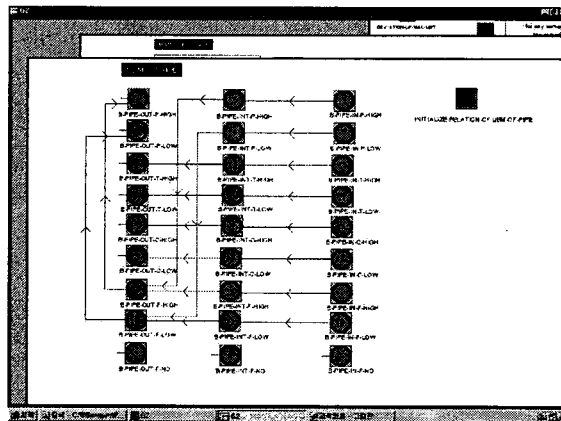 B-PIPE-OUT-P-HIGH
B-PIPE-INT-P-HIGH
B-PIPE-IN-P-HIGH
INITIALIZE RELATION OF UBM-OF-PIPE
B-PIPE-OUT-P-LOW
B-PIPE-INT-P-LOW
B-PIPE-IN-P-LOW
B-PIPE-OUT-T-HIGH
B-PIPE-INT-T-HIGH
B-PIPE-IN-T-HIGH
B-PIPE-OUT-T-LOW
B-PIPE-INT-T-LOW
B-PIPE-IN-T-LOW
B-PIPE-OUT-C-HIGH
B-PIPE-INT-C-HIGH
B-PIPE-IN-C-HIGH
B-PIPE-OUT-C-LOW
B-PIPE-INT-C-LOW
B-PIPE-IN-C-LOW
B-PIPE-OUT-F-HIGH
B-PIPE-INT-F-HIGH
B-PIPE-IN-F-HIGH
B-PIPE-OUT-F-LOW
B-PIPE-INT-F-LOW
B-PIPE-IN-F-LOW
B-PIPE-OUT-F-NO
B-PIPE-INT-F-NO
B-PIPE-IN-F-NO